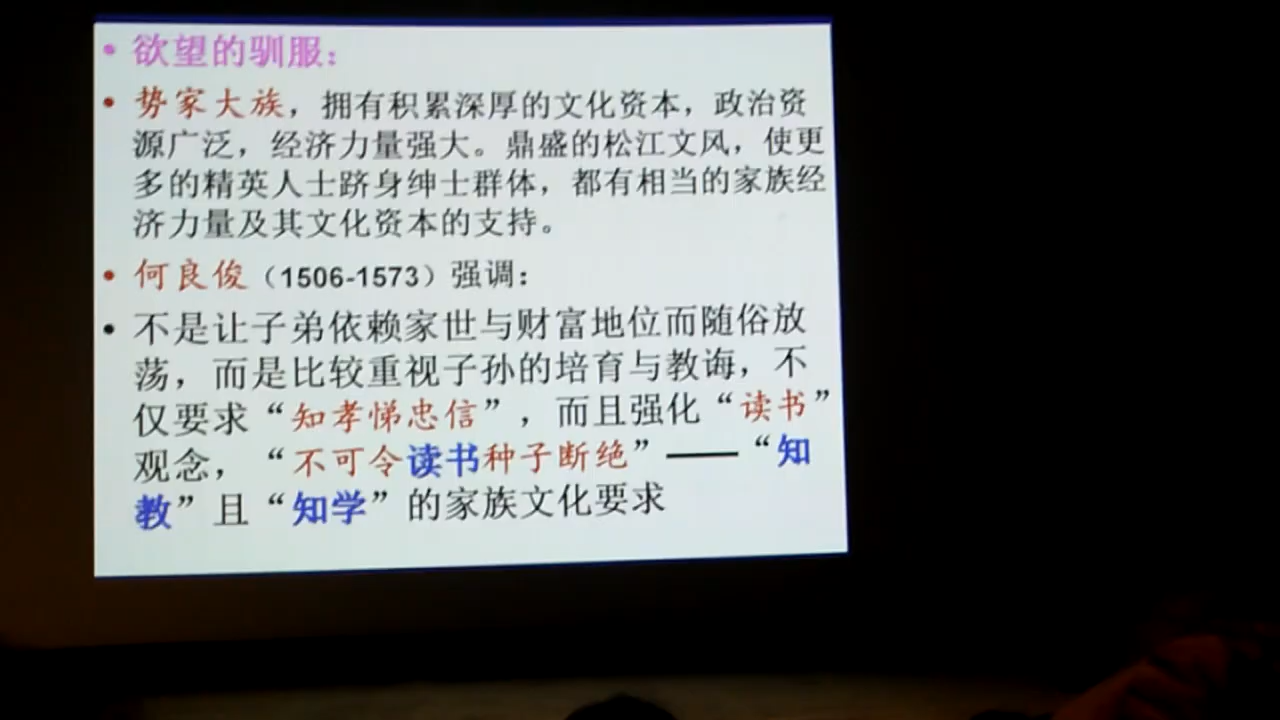 • 欲望的驯服：
• 势家大族，拥有积累深厚的文化资本，政治资
源广泛，经济力量强大。鼎盛的松江文风，使更
多的精英人士跻身绅士群体，都有相当的家族经
济力量及其文化资本的支持。
• 何良俊（1506-1573）强调：
• 不是让子弟依赖家世与财富地位而随俗放
荡，而是比较重视子孙的培育与教诲，不
仅要求“知孝悌忠信”，而且强化“读书”
观念，“不可令读书种子断绝”——“知
教”且“知学”的家族文化要求